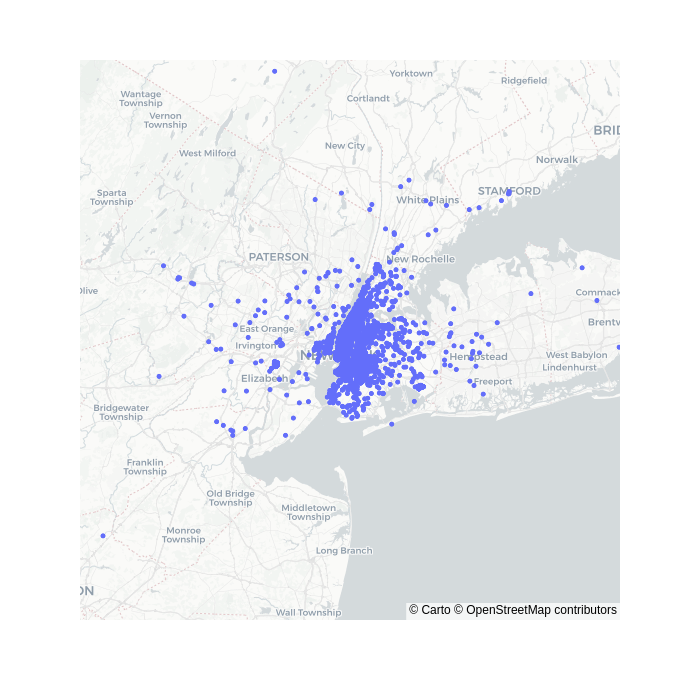 Yorktown
Ridgefield
Wantage
Township
Cortlandt
Vernon
Township
BRID
New City
West Milford
Norwalk
Sparta
Township
STAMFORD
White Plains
PATERSON
New Rochelle
Olive
Commack
East Orange
Brentv
Irvington
NEW
Hempstead
West Babylon
Lindenhurst
Elizabeth
Freeport
Bridgewater
Township
Franklin
Township
Old Bridge
Township
Middletown
Township
Monroe
Township
Long Branch
ON
Wall Township
© Carto © OpenStreetMap contributors